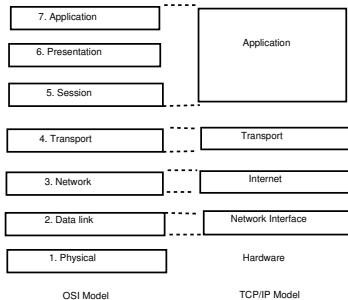 7. Application
6. Presentation
5. Session
4. Transport
3. Network
2. Data link
1. Physical
OSI Model
Application
Transport
Internet
Network Interface
Hardware
TCP/IP Model